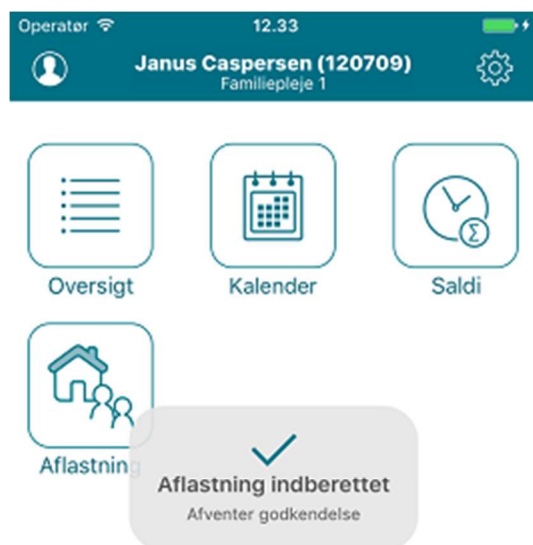 Operatør 12.33
Janus Caspersen (120709)
Familiepleje 1
Oversigt Kalender Saldi
Σ
Aflastning
Aflastning indberettet
Afventer godkendelse